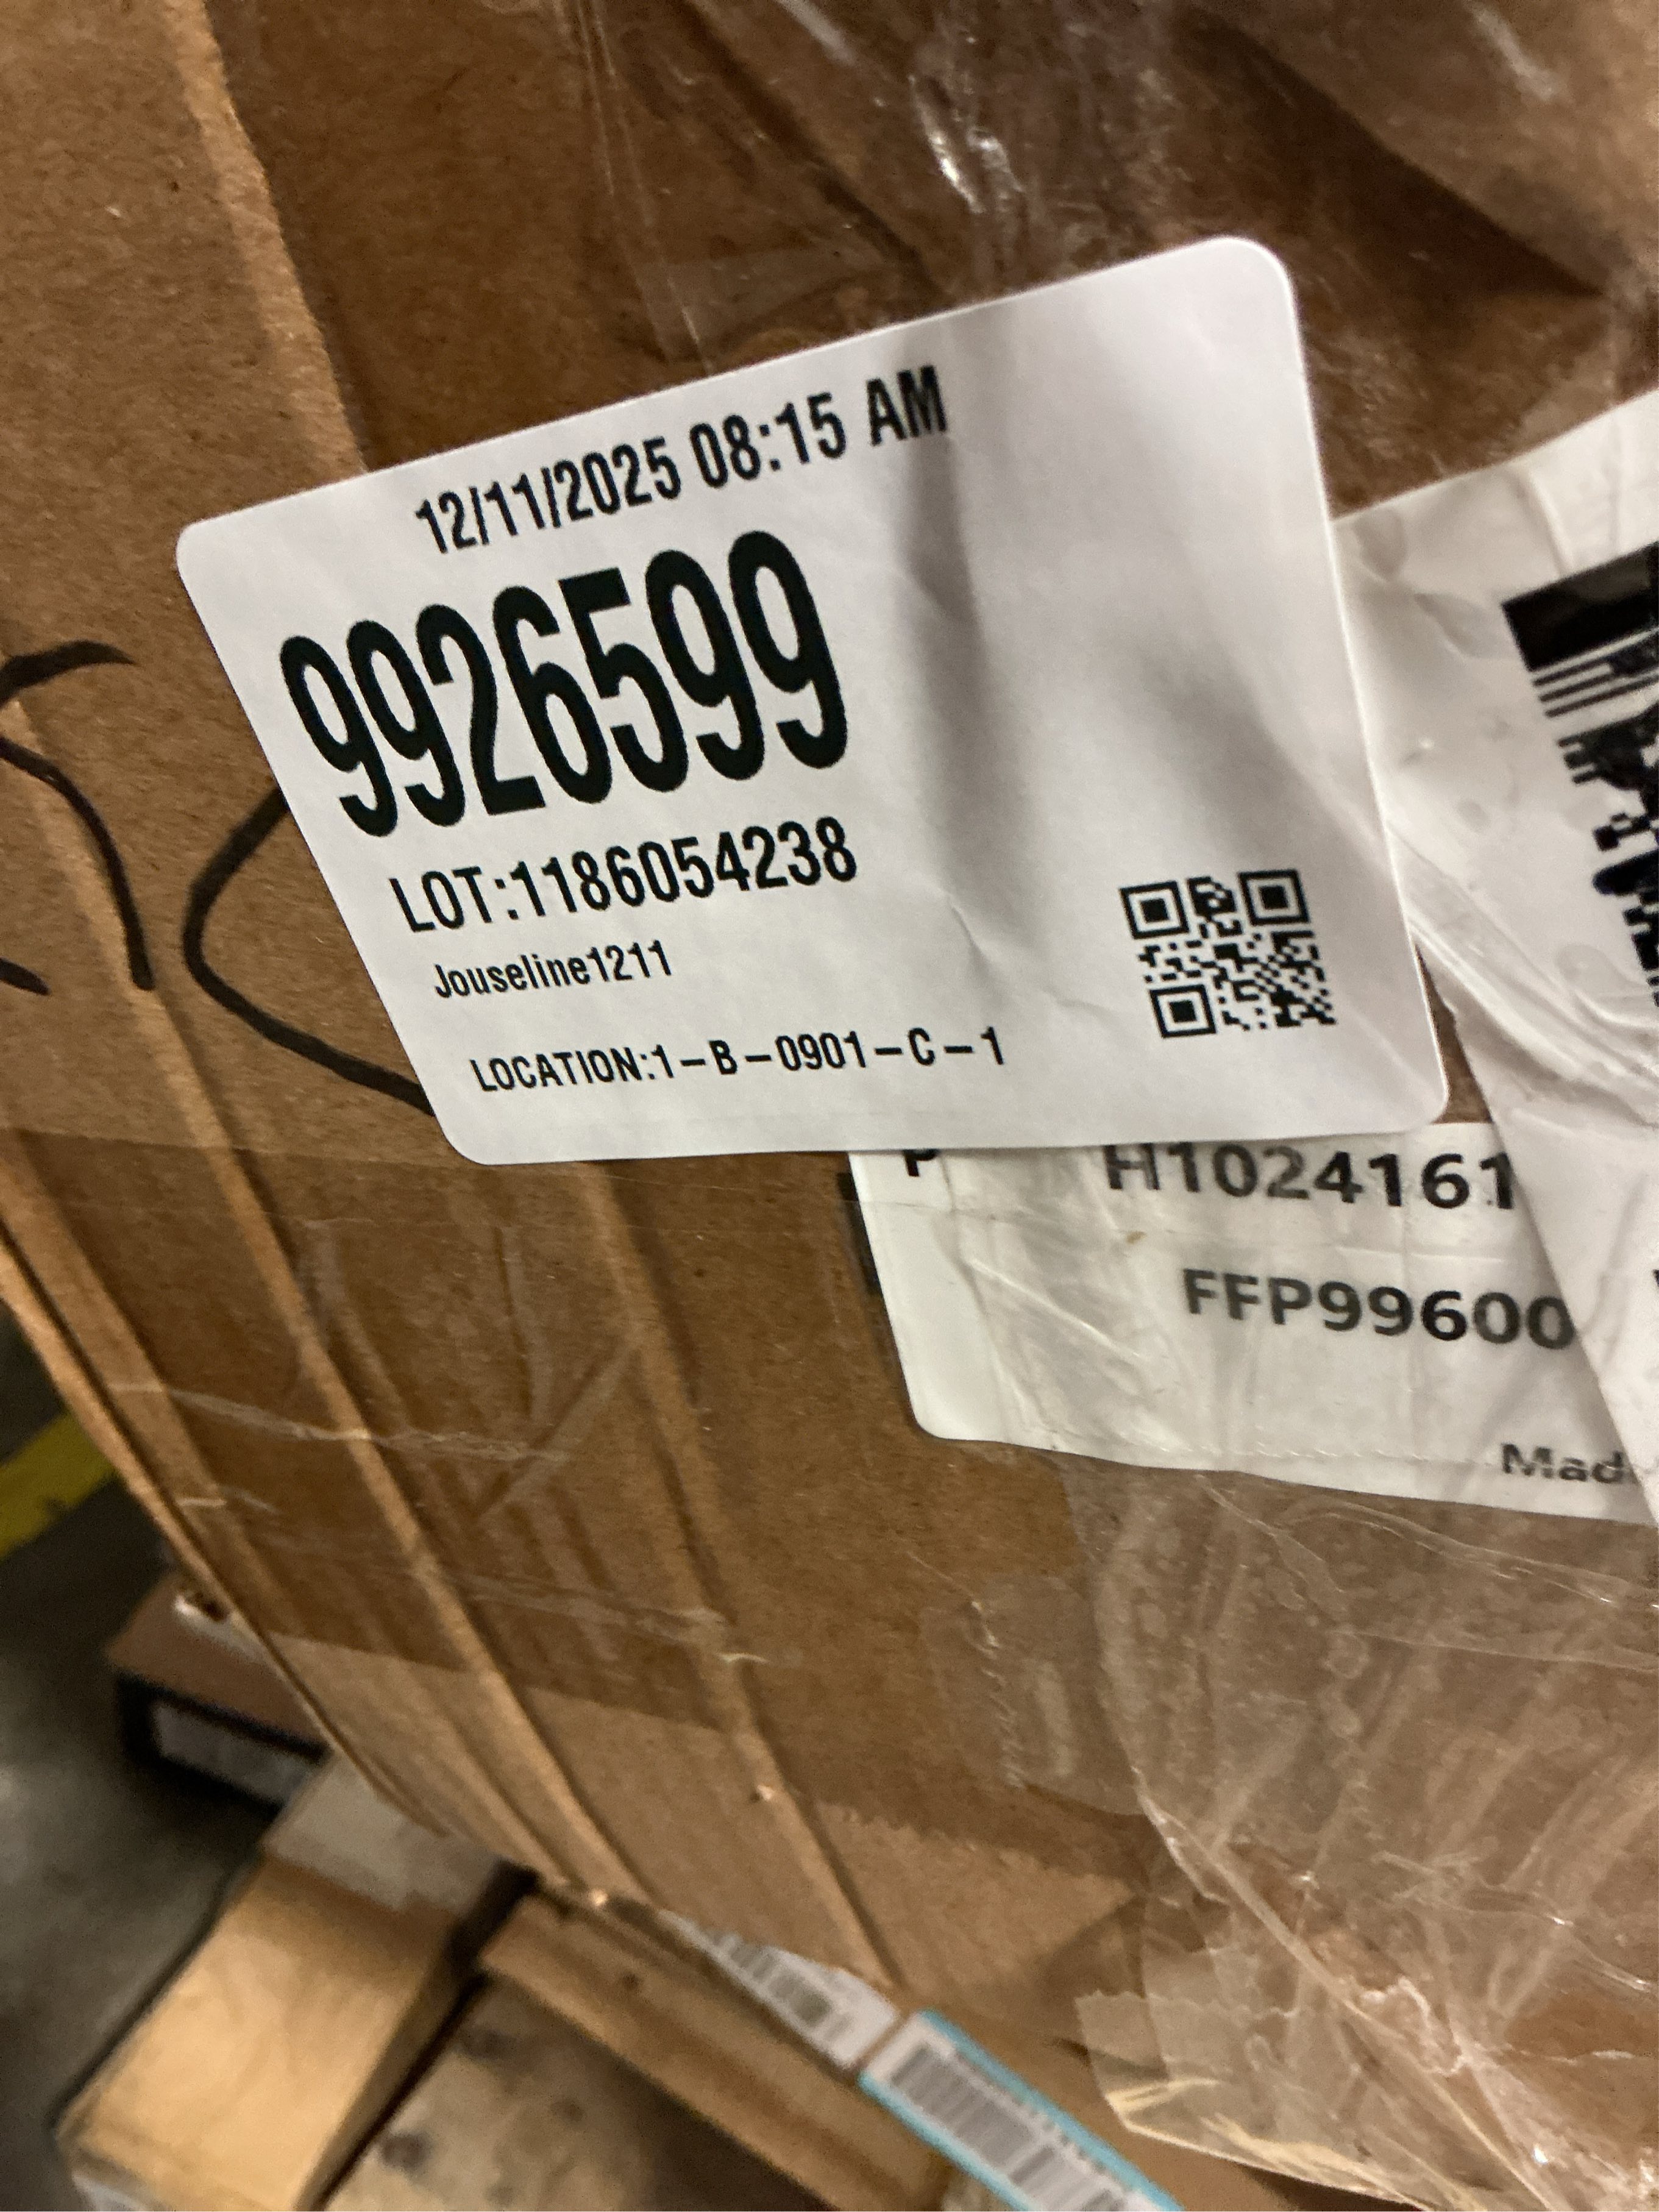 12/11/2025 08:15 AM
9926599
LOT:1186054238
Jouseline1211
LOCATION:1-B-0901-C-1
H1024161
FFP99600